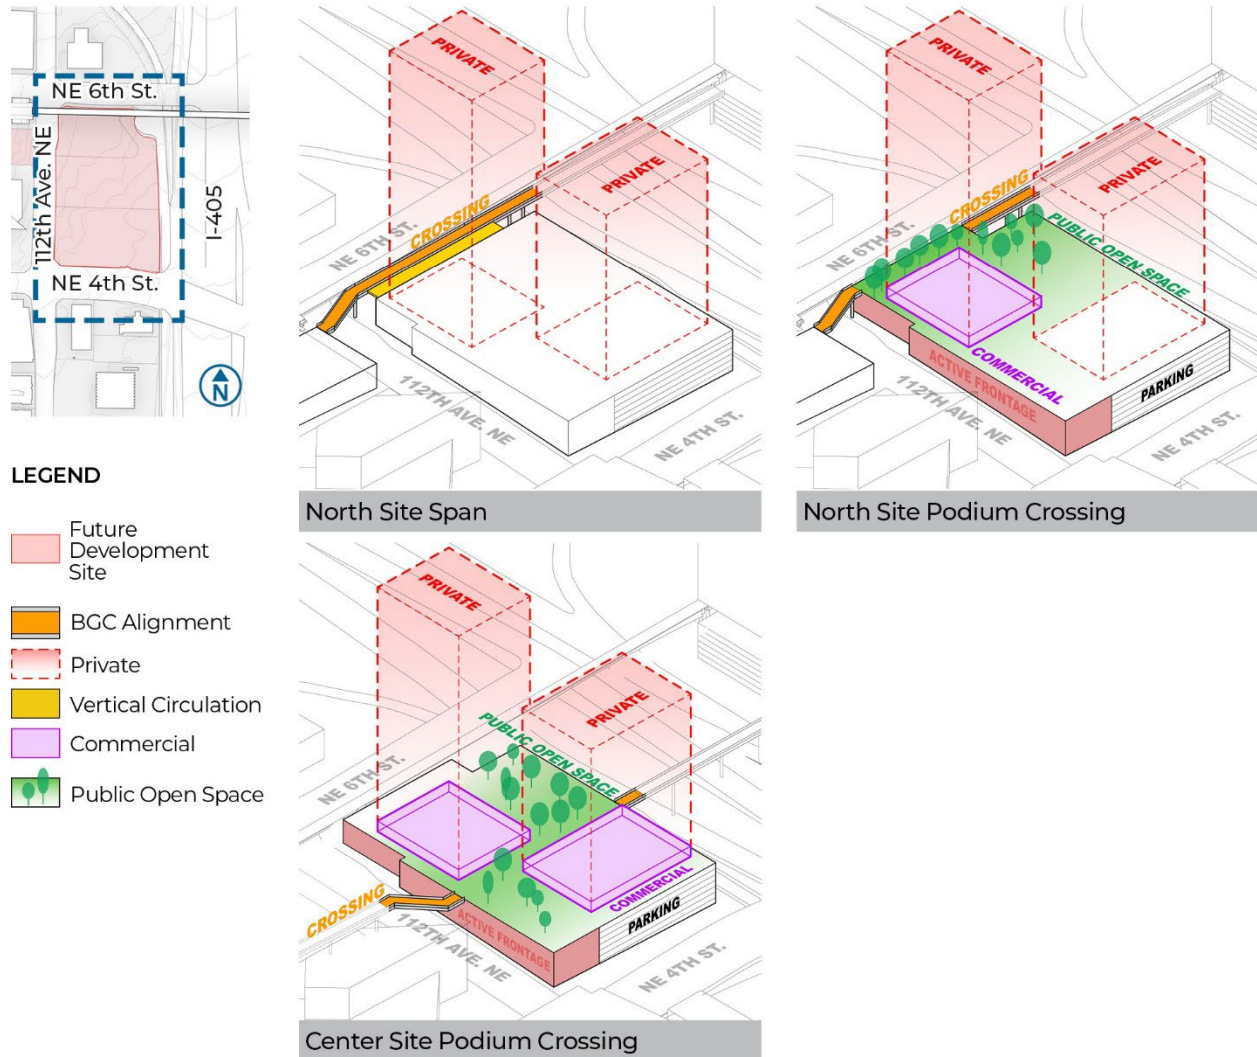 NE 6th St.
112th Ave. NE
I-405
NE 4th St.
N
LEGEND
Future
Development
Site
BGC Alignment
Private
Vertical Circulation
Commercial
Public Open Space
PRIVATE
PRIVATE
CROSSING
NE 6TH ST.
112TH AVE. NE
NE 4TH ST.
North Site Span
PRIVATE
PRIVATE
CROSSING
NE 6TH ST.
PUBLIC OPEN SPACE
COMMERCIAL
ACTIVE FRONTAGE
PARKING
112TH AVE. NE
NE 4TH ST.
North Site Podium Crossing
PRIVATE
PRIVATE
PUBLIC OPEN SPACE
NE 6TH ST.
COMMERCIAL
CROSSING
ACTIVE FRONTAGE
PARKING
112TH AVE. NE
NE 4TH ST.
Center Site Podium Crossing